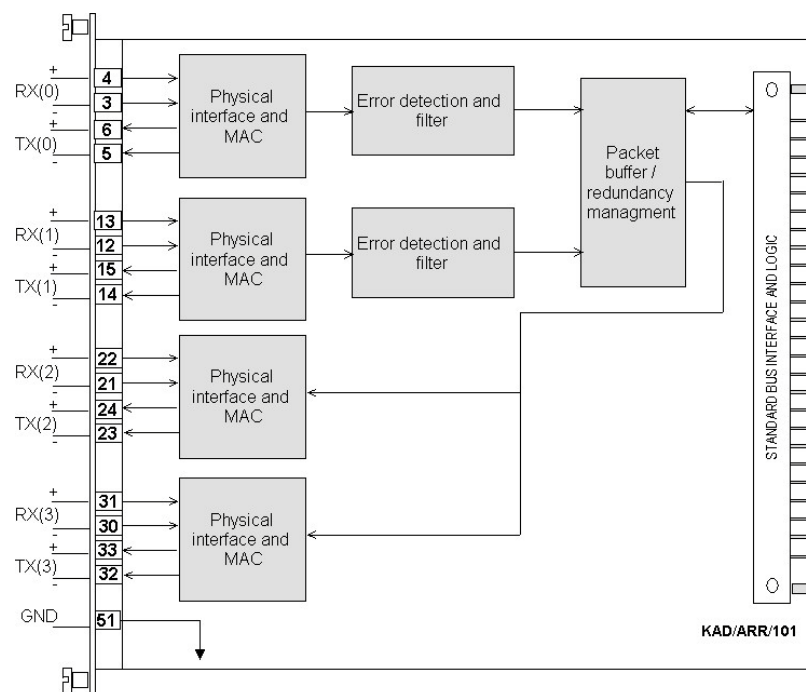 +
RX(0)
-
+
TX(0)
-
4
3
6
5
Physical
interface and
MAC
Error detection and
filter
Packet
buffer /
redundancy
managment
+
RX(1)
-
+
TX(1)
-
13
12
15
14
Physical
interface and
MAC
Error detection and
filter
+
RX(2)
-
+
TX(2)
-
22
21
24
23
Physical
interface and
MAC
+
RX(3)
-
+
TX(3)
-
31
30
33
32
Physical
interface and
MAC
GND
51
STANDARD BUS INTERFACE AND LOGIC
KAD/ARR/101